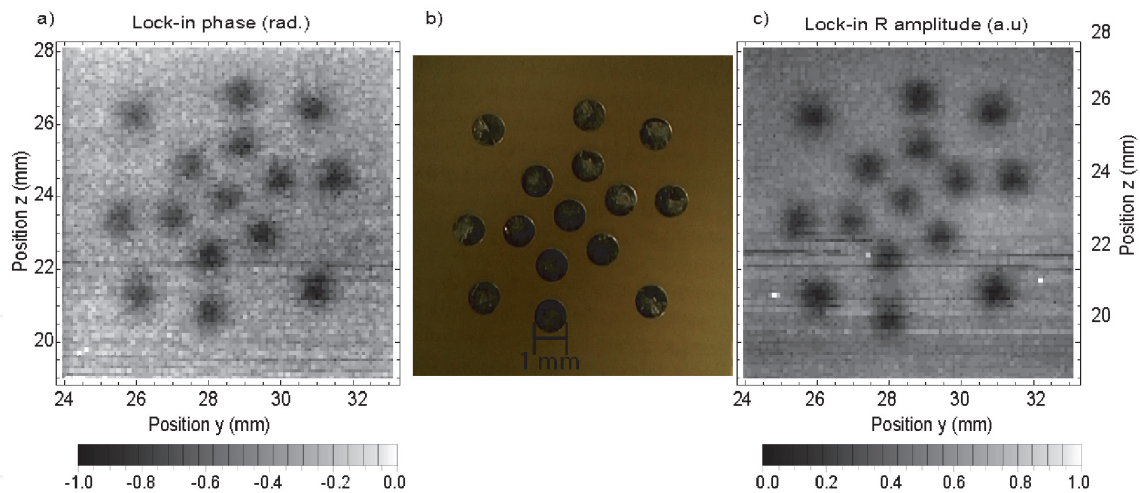 a)
Lock-in phase (rad.)
28
26
24
22
20
Position z (mm)
24 26 28 30 32
Position y (mm)
-1.0 -0.8 -0.6 -0.4 -0.2 0.0
b)
1 mm
c)
Lock-in R amplitude (a.u)
28
26
24
22
20
Position z (mm)
24 26 28 30 32
Position y (mm)
0.0 0.2 0.4 0.6 0.8 1.0